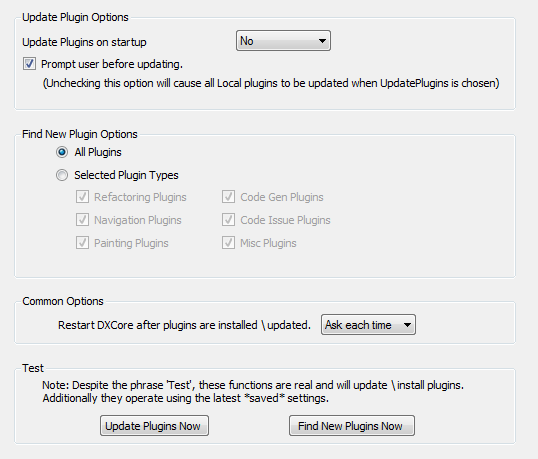 Update Plugin Options
Update Plugins on startup No
Prompt user before updating.
(Unchecking this option will cause all Local plugins to be updated when UpdatePlugins is chosen)
Find New Plugin Options
All Plugins
Selected Plugin Types
Refactoring Plugins Code Gen Plugins
Navigation Plugins Code Issue Plugins
Painting Plugins Misc Plugins
Common Options
Restart DXCore after plugins are installed \updated. Ask each time
Test
Note: Despite the phrase 'Test', these functions are real and will update \install plugins.
Additionally they operate using the latest *saved* settings.
Update Plugins Now Find New Plugins Now